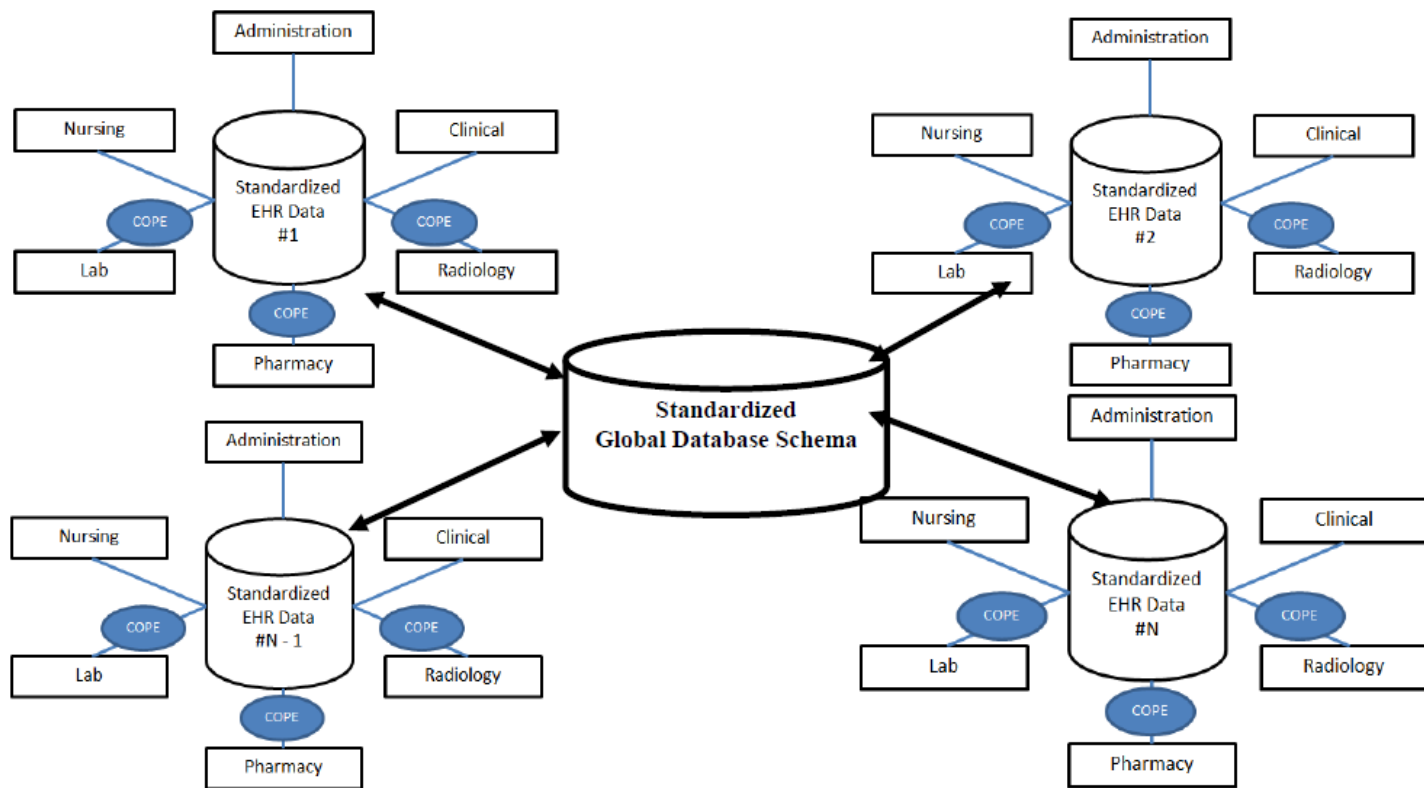 Administration
Nursing
Clinical
Standardized
EHR Data
#1
COPE
COPE
Lab
Radiology
COPE
Pharmacy
Administration
Nursing
Clinical
Standardized
EHR Data
#2
COPE
COPE
Lab
Radiology
COPE
Pharmacy
Standardized
Global Database Schema
Administration
Nursing
Clinical
Standardized
EHR Data
#N - 1
COPE
COPE
Lab
Radiology
COPE
Pharmacy
Administration
Nursing
Clinical
Standardized
EHR Data
#N
COPE
COPE
Lab
Radiology
COPE
Pharmacy